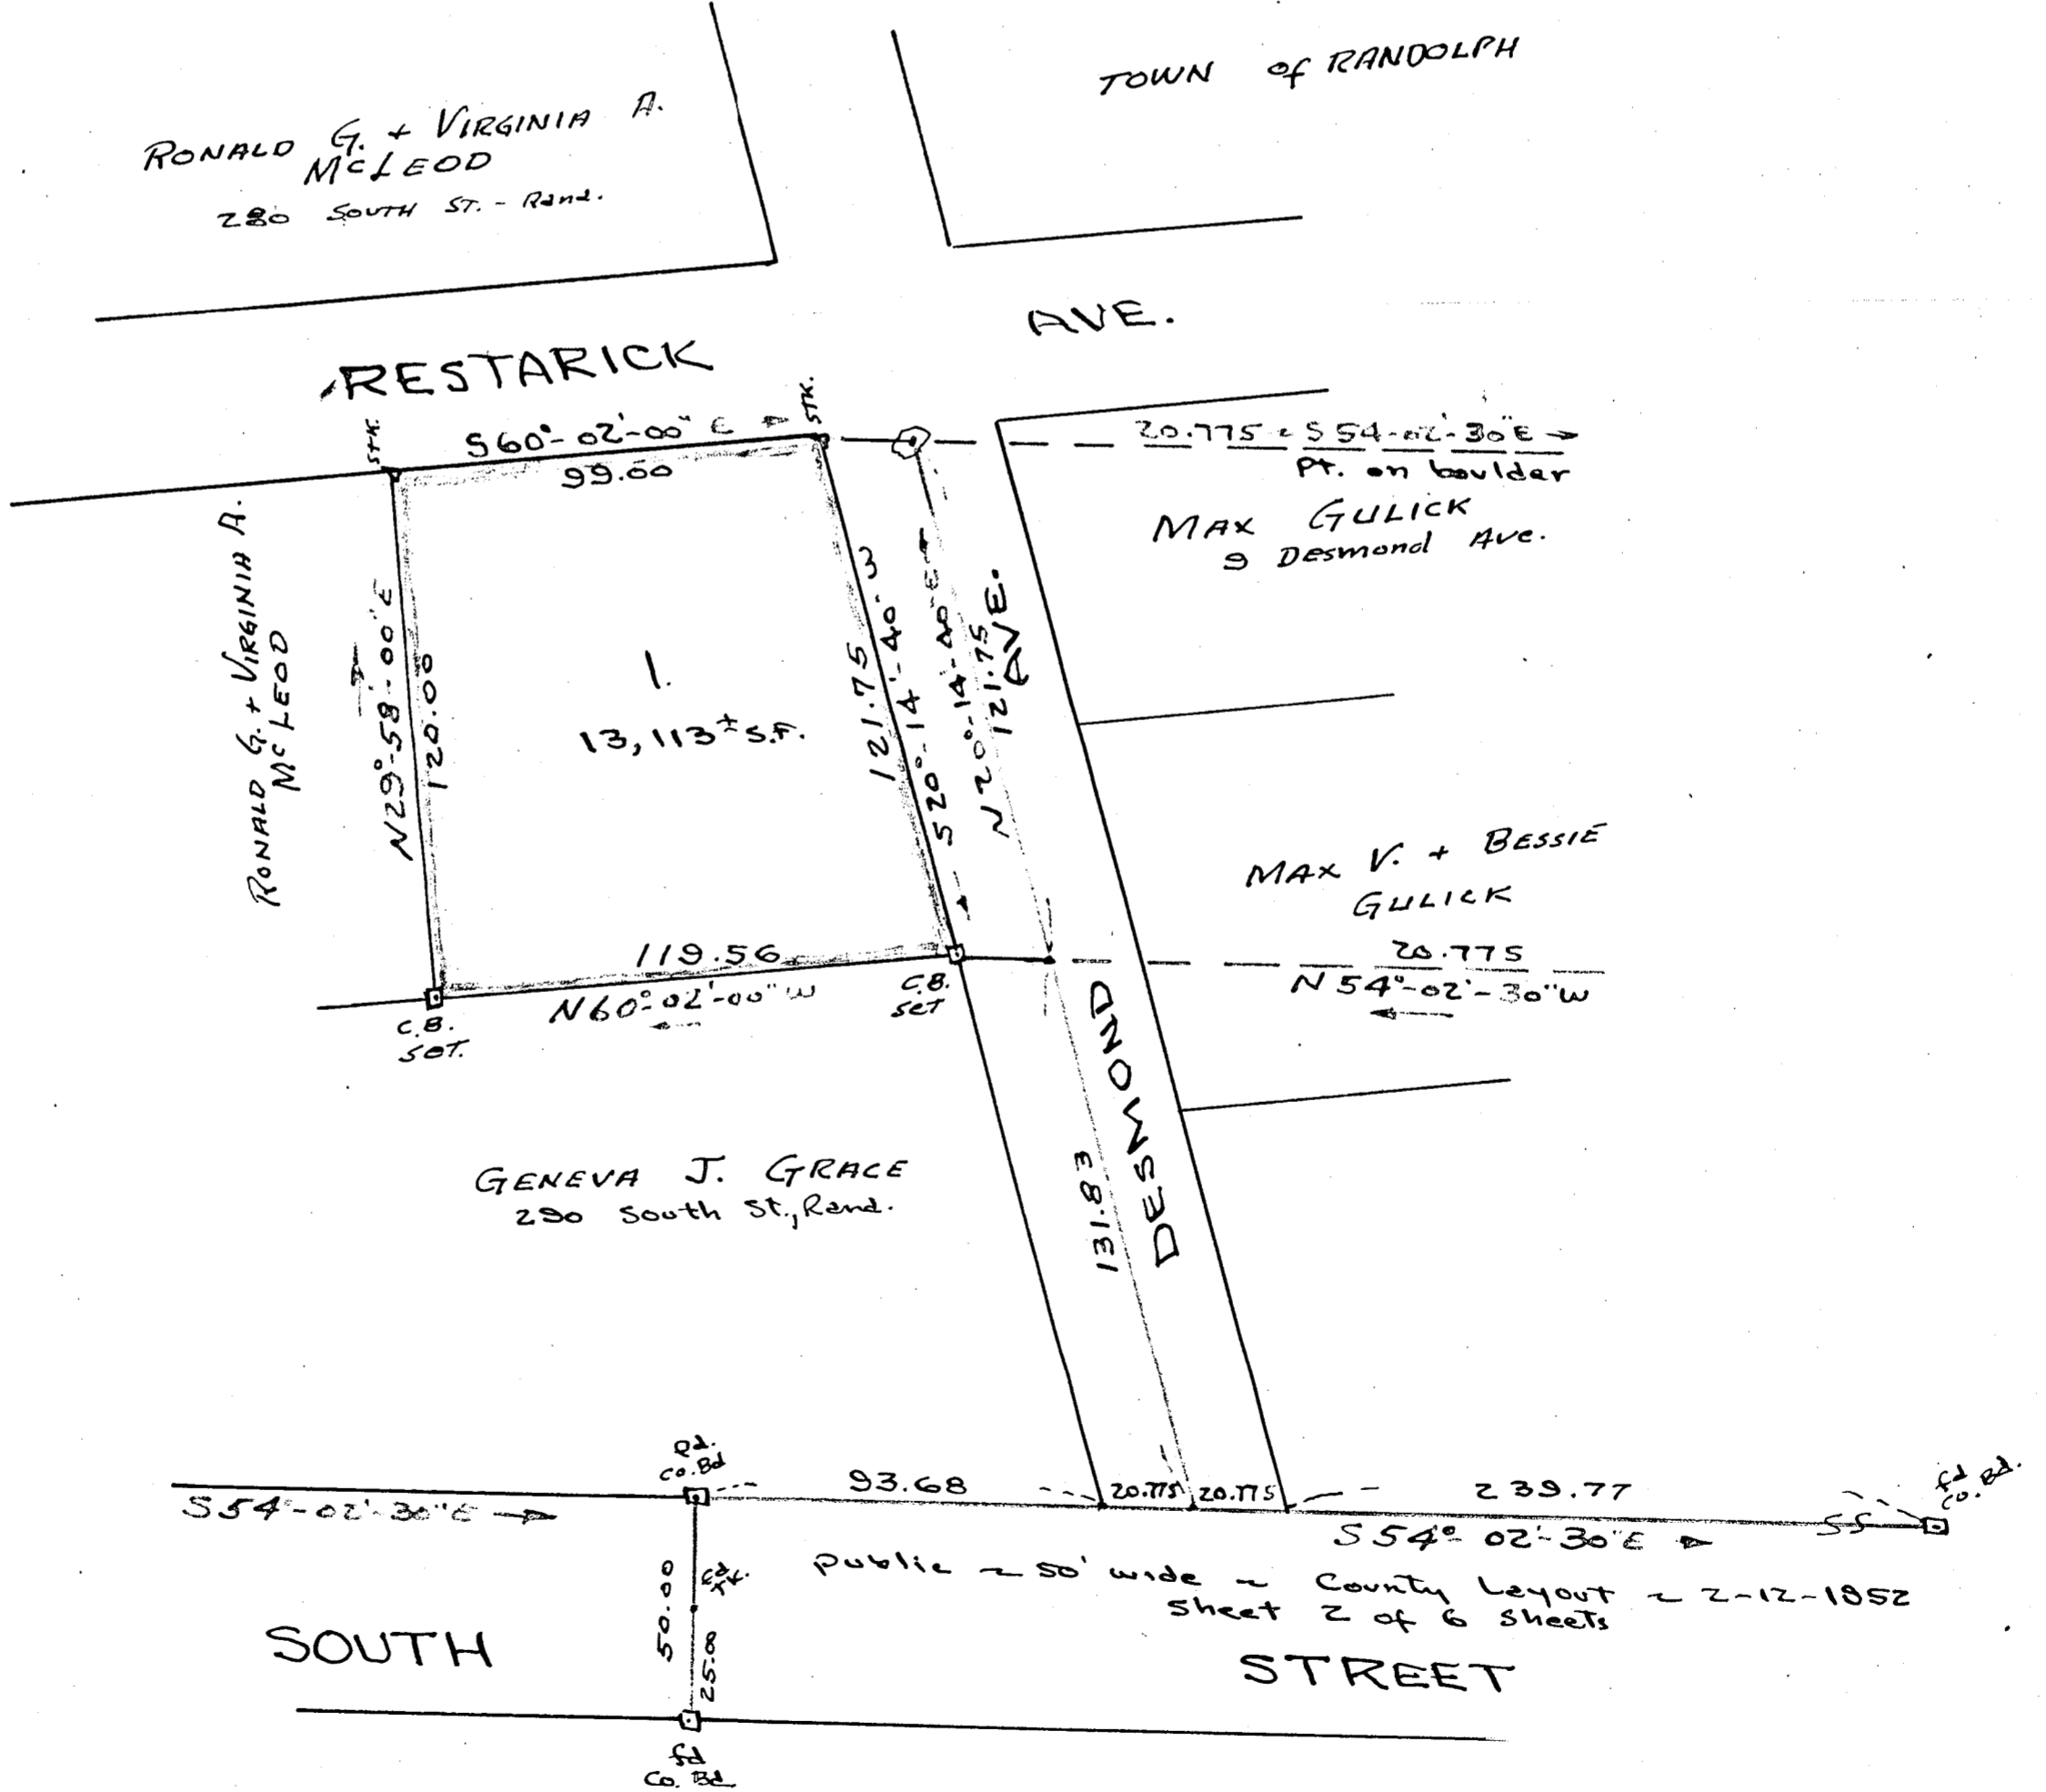 TOWN of RANDOLPH
RONALD G. + VIRGINIA A.
McLEOD
280 SOUTH ST. - Rand.
AVE.
RESTARICK
STK.
STK.
S60°-02'-00"E
99.00
20.775 ~ S54-02'-30"E
Pt. on boulder
MAX GULICK
9 Desmond Ave.
RONALD G. + VIRGINIA A.
McLEOD
N29°-58'-00"E
120.00
1.
13,113± S.F.
121.75
S20°-14'-40"W
N20°-14'-40"E
121.75
AVE.
MAX V. + BESSIE
GULICK
20.775
N54°-02'-30"W
119.56
N60°-02'-00"W
C.B.
set
C.B.
set.
DESMOND
131.83
GENEVA J. GRACE
290 South St., Rand.
Co. Bd
93.68
20.775
20.775
239.77
fd
Co. Bd.
S54°-02'-30"E
S54°-02'-30"E
50.00
25.00
public ~ 50' wide ~ County Layout ~ 2-12-1952
Sheet 2 of 6 Sheets
SOUTH
STREET
fd
Co. Bd.